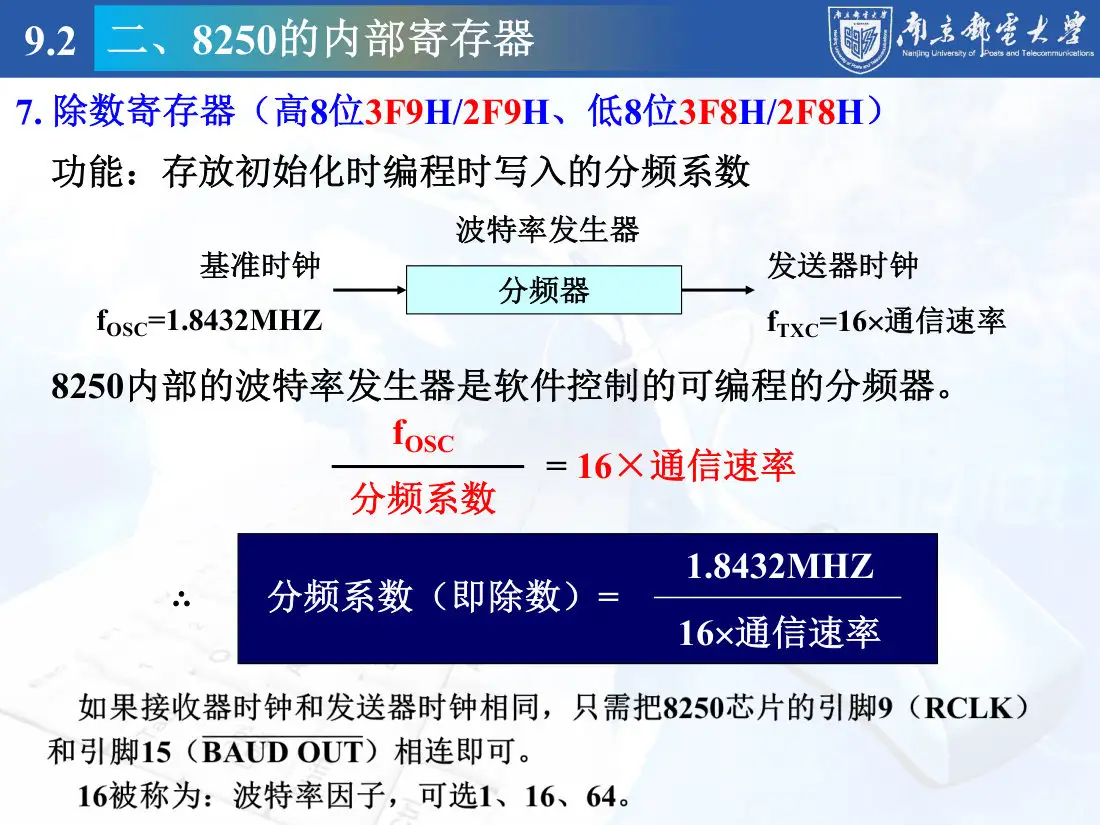 9.2 二、8250的内部寄存器
南京邮电大学
Nanjing University of Posts and Telecommunications
7. 除数寄存器（高8位3F9H/2F9H、低8位3F8H/2F8H）
功能：存放初始化时编程时写入的分频系数
波特率发生器
基准时钟
分频器
发送器时钟
fOSC=1.8432MHZ
fTXC=16×通信速率
8250内部的波特率发生器是软件控制的可编程的分频器。
fOSC
= 16×通信速率
分频系数
∴ 分频系数（即除数）=
1.8432MHZ
16×通信速率
如果接收器时钟和发送器时钟相同，只需把8250芯片的引脚9（RCLK）
和引脚15（BAUD OUT）相连即可。
16被称为：波特率因子，可选1、16、64。